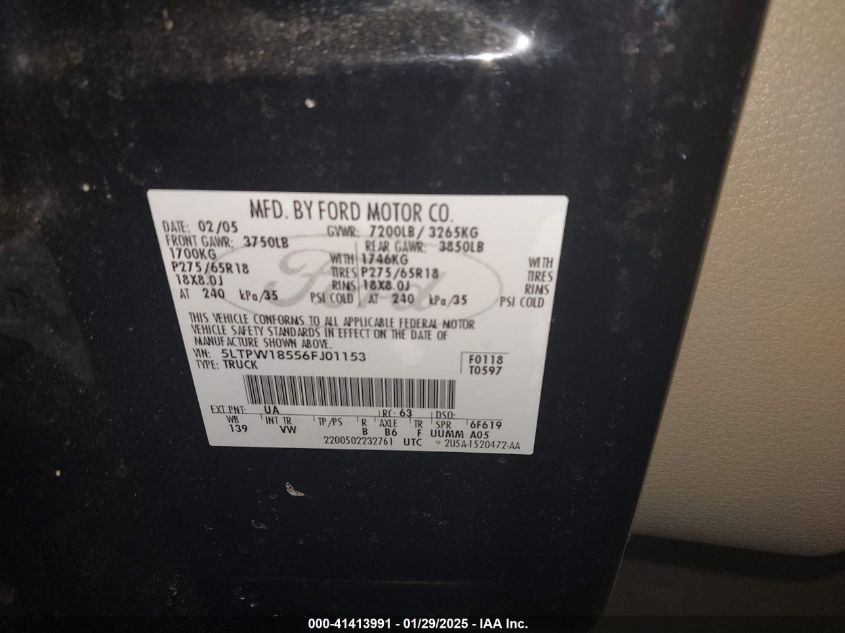 MFD. BY FORD MOTOR CO.
DATE: 02/05 GVWR: 7200LB / 3265KG
FRONT GAWR: 3750LB REAR GAWR: 3850LB
1700KG WITH 1746KG WITH
P275/65R18 TIRES P275/65R18 TIRES
18X8.0J RIMS 18X8.0J RIMS
AT 240 kPa/35 PSI COLD AT 240 kPa/35 PSI COLD
Ford
THIS VEHICLE CONFORMS TO ALL APPLICABLE FEDERAL MOTOR
VEHICLE SAFETY STANDARDS IN EFFECT ON THE DATE OF
MANUFACTURE SHOWN ABOVE.
VIN: 5LTPW18556FJ01153 F0118
TYPE: TRUCK T0597
EXT PNT: UA RC: 63 DSO:
WB INT TR TP/PS R AXLE TR SPR 6F619
139 VW B B6 F UUMM A05
2200502232761 UTC 2U5A-1520472-AA
000-41413991 - 01/29/2025 - IAA Inc.